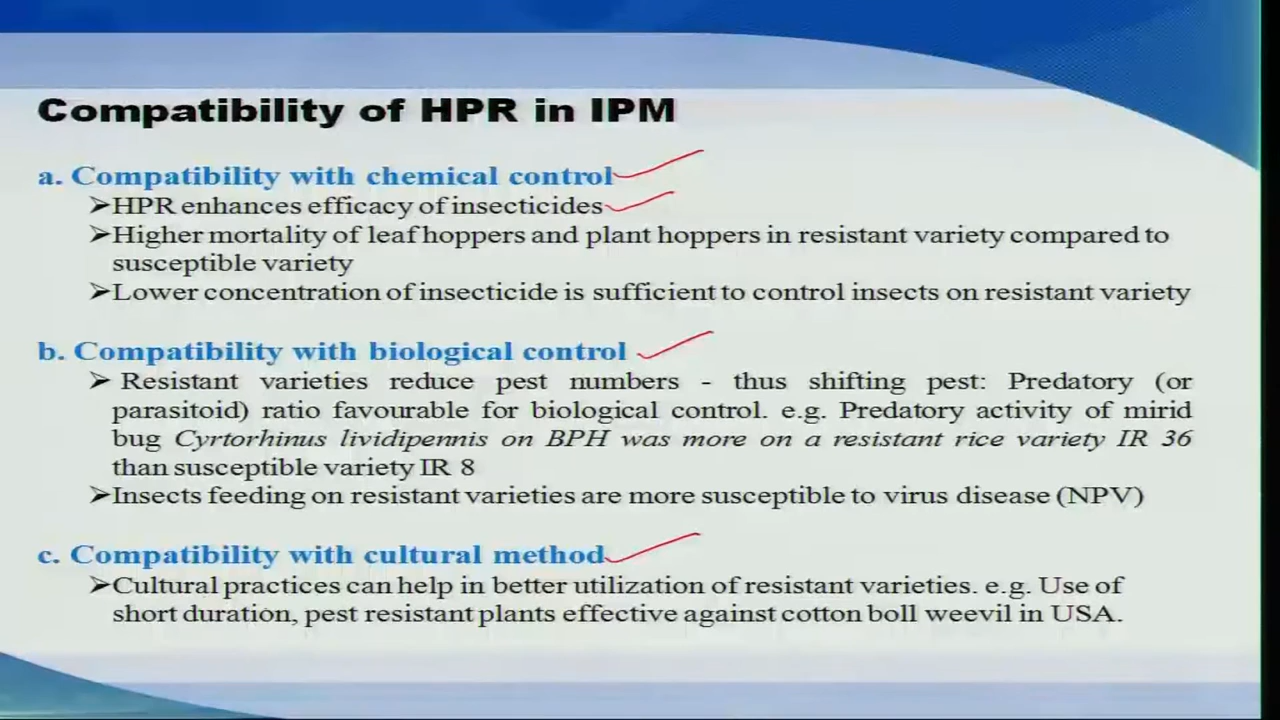 Compatibility of HPR in IPM
a. Compatibility with chemical control
➢HPR enhances efficacy of insecticides
➢Higher mortality of leaf hoppers and plant hoppers in resistant variety compared to
susceptible variety
➢Lower concentration of insecticide is sufficient to control insects on resistant variety
b. Compatibility with biological control
➢ Resistant varieties reduce pest numbers - thus shifting pest: Predatory (or
parasitoid) ratio favourable for biological control. e.g. Predatory activity of mirid
bug Cyrtorhinus lividipennis on BPH was more on a resistant rice variety IR 36
than susceptible variety IR 8
➢Insects feeding on resistant varieties are more susceptible to virus disease (NPV)
c. Compatibility with cultural method
➢Cultural practices can help in better utilization of resistant varieties. e.g. Use of
short duration, pest resistant plants effective against cotton boll weevil in USA.